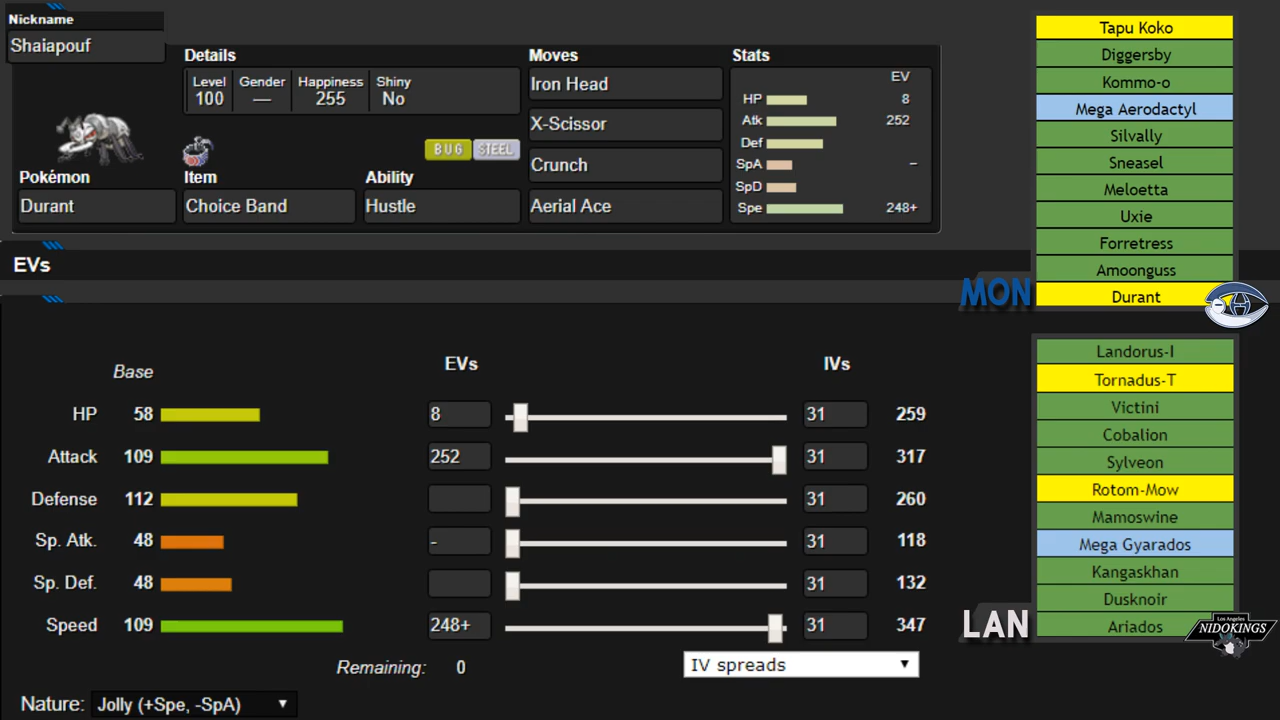 Nickname
Shaiapouf
Details
Level Gender Happiness Shiny
100 — 255 No
BUG STEEL
Pokémon Item Ability
Durant Choice Band Hustle
Moves
Iron Head
X-Scissor
Crunch
Aerial Ace
Stats
EV
HP 8
Atk 252
Def
SpA –
SpD
Spe 248+
EVs
Base EVs IVs
HP 58 8 31 259
Attack 109 252 31 317
Defense 112 31 260
Sp. Atk. 48 - 31 118
Sp. Def. 48 31 132
Speed 109 248+ 31 347
Remaining: 0
IV spreads
Nature: Jolly (+Spe, -SpA)
Tapu Koko
Diggersby
Kommo-o
Mega Aerodactyl
Silvally
Sneasel
Meloetta
Uxie
Forretress
Amoonguss
Durant
MON
Landorus-I
Tornadus-T
Victini
Cobalion
Sylveon
Rotom-Mow
Mamoswine
Mega Gyarados
Kangaskhan
Dusknoir
Ariados
LAN
Los Angeles
NIDOKINGS